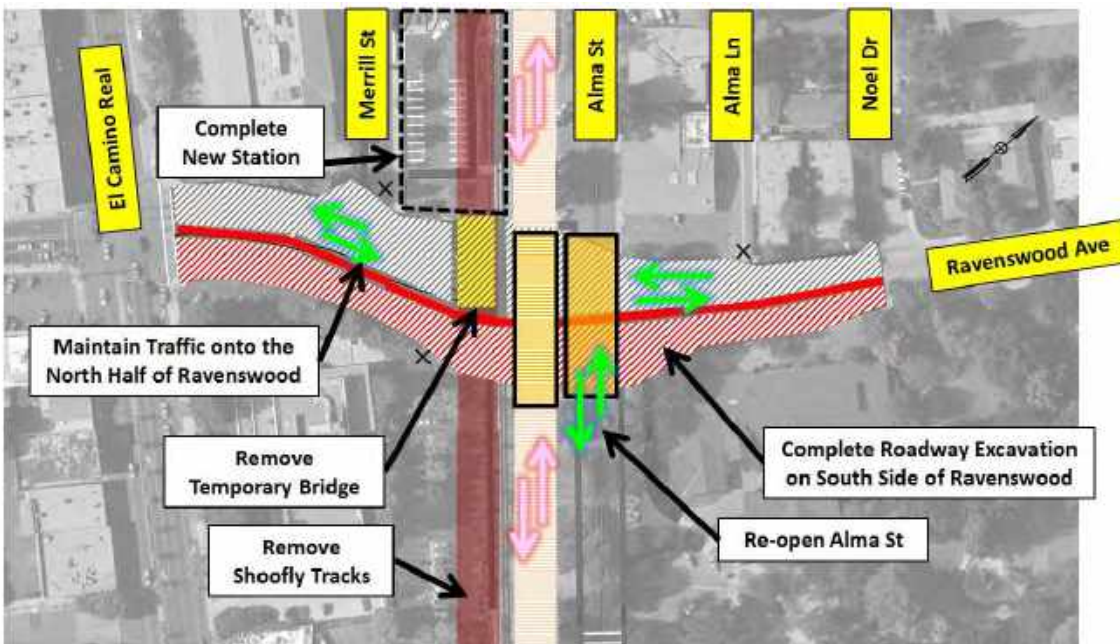 El Camino Real
Merrill St
Alma St
Alma Ln
Noel Dr
Ravenswood Ave
Complete
New Station
Maintain Traffic onto the
North Half of Ravenswood
Remove
Temporary Bridge
Remove
Shoofly Tracks
Complete Roadway Excavation
on South Side of Ravenswood
Re-open Alma St